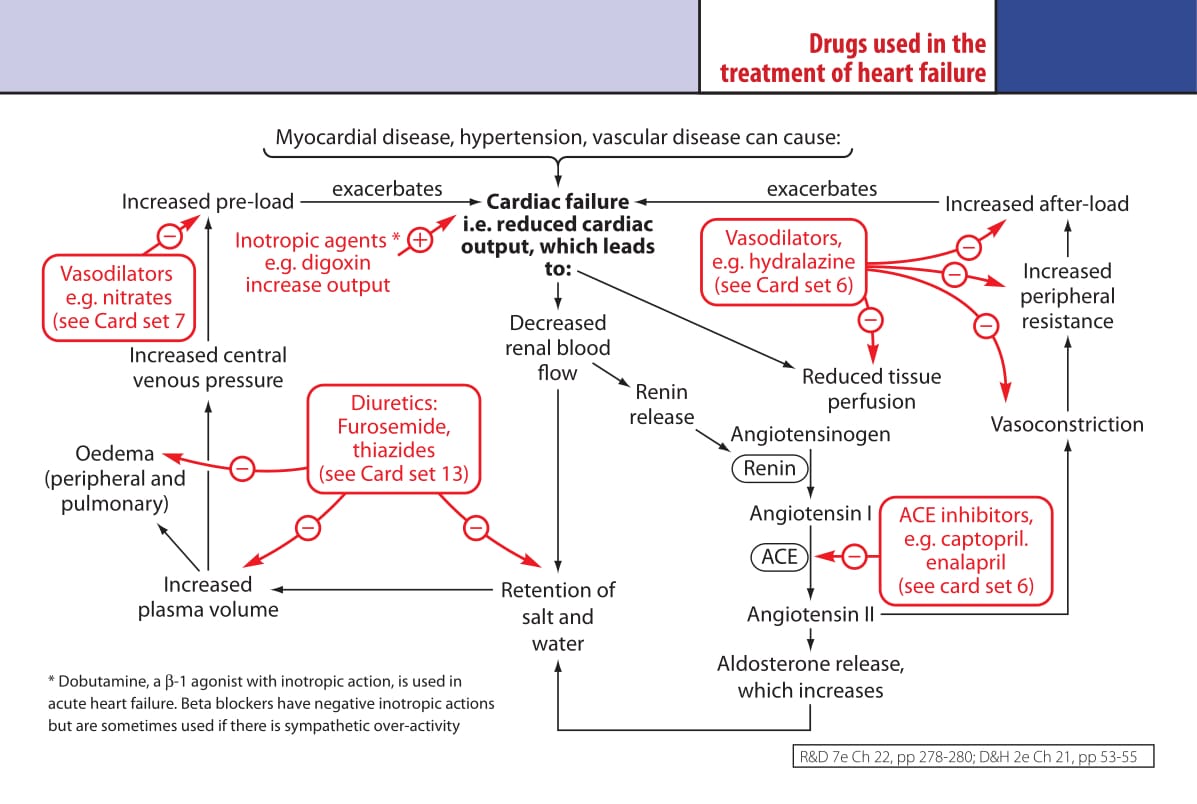 Drugs used in the
treatment of heart failure
Myocardial disease, hypertension, vascular disease can cause:
Increased pre-load
exacerbates
Cardiac failure
i.e. reduced cardiac
output, which leads
to:
exacerbates
Increased after-load
Inotropic agents *
e.g. digoxin
increase output
+
−
Vasodilators
e.g. nitrates
(see Card set 7
Vasodilators,
e.g. hydralazine
(see Card set 6)
−
−
−
−
Increased
peripheral
resistance
Increased central
venous pressure
Decreased
renal blood
flow
Renin
release
Reduced tissue
perfusion
Vasoconstriction
Diuretics:
Furosemide,
thiazides
(see Card set 13)
−
−
−
Oedema
(peripheral and
pulmonary)
Angiotensinogen
Renin
Angiotensin I
ACE
−
ACE inhibitors,
e.g. captopril.
enalapril
(see card set 6)
Increased
plasma volume
Retention of
salt and
water
Angiotensin II
Aldosterone release,
which increases
* Dobutamine, a β-1 agonist with inotropic action, is used in
acute heart failure. Beta blockers have negative inotropic actions
but are sometimes used if there is sympathetic over-activity
R&D 7e Ch 22, pp 278-280; D&H 2e Ch 21, pp 53-55